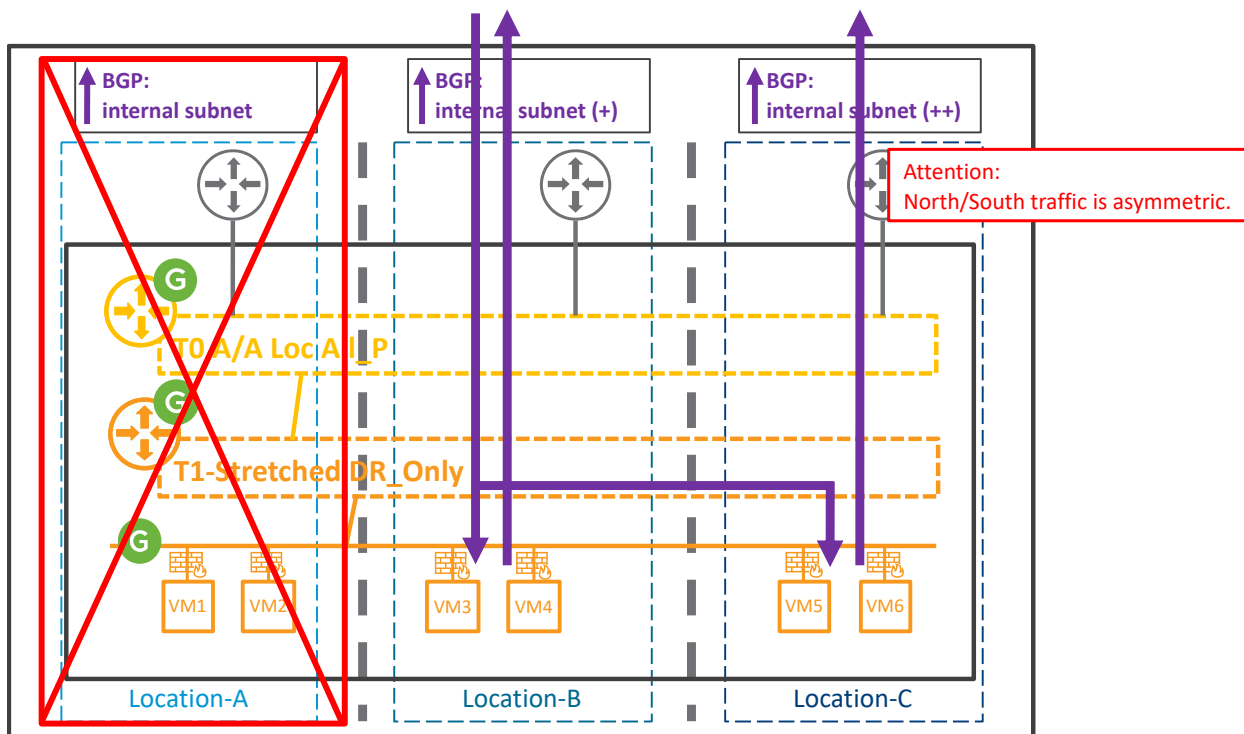 BGP:
internal subnet
BGP:
internal subnet (+)
BGP:
internal subnet (++)
Attention:
North/South traffic is asymmetric.
G
T0 A/A Loc All_P
G
T1-Stretched DR_Only
G
VM1
VM2
VM3
VM4
VM5
VM6
Location-A
Location-B
Location-C